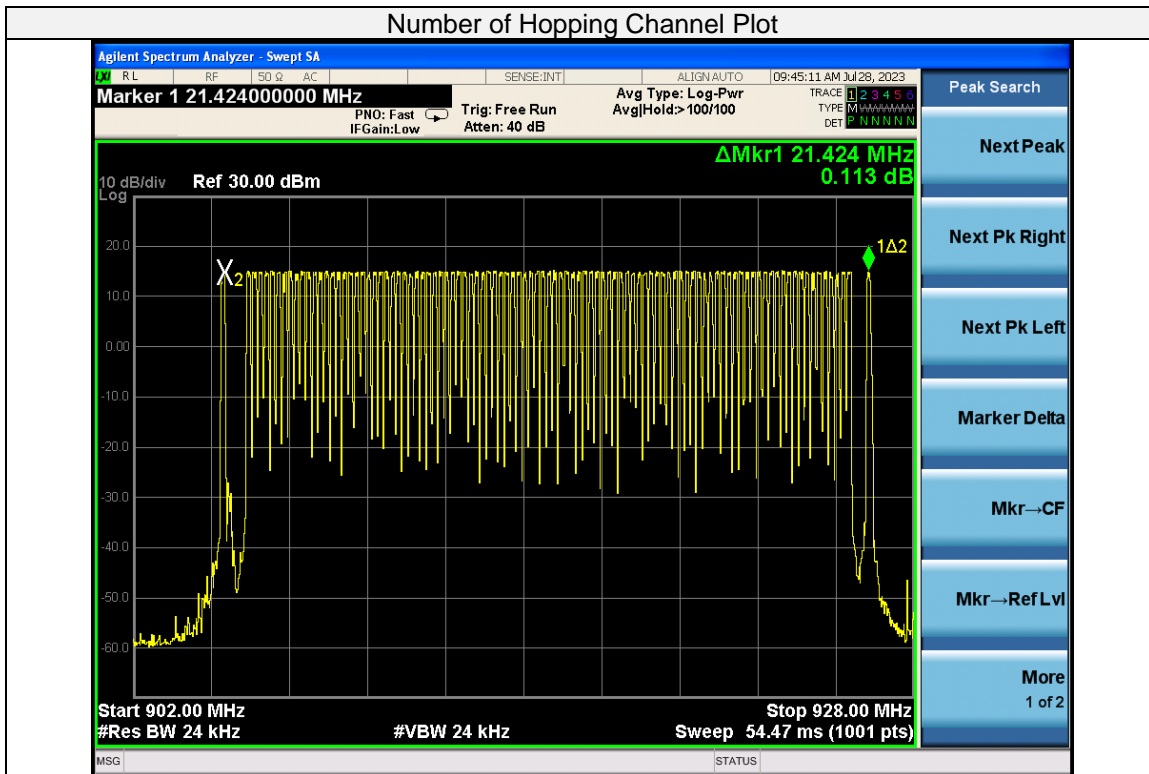 Number of Hopping Channel Plot
Agilent Spectrum Analyzer - Swept SA
LXI RL RF 50 Ω AC SENSE:INT ALIGN AUTO 09:45:11 AM Jul 28, 2023
Marker 1 21.424000000 MHz
PNO: Fast
IFGain:Low
Trig: Free Run
Atten: 40 dB
Avg Type: Log-Pwr
Avg|Hold:>100/100
TRACE 1 2 3 4 5 6
TYPE M
DET P N N N N N
ΔMkr1 21.424 MHz
0.113 dB
10 dB/div Ref 30.00 dBm
Log
20.0
10.0
0.00
-10.0
-20.0
-30.0
-40.0
-50.0
-60.0
X2
1Δ2
Start 902.00 MHz Stop 928.00 MHz
#Res BW 24 kHz #VBW 24 kHz Sweep 54.47 ms (1001 pts)
MSG STATUS
Peak Search
Next Peak
Next Pk Right
Next Pk Left
Marker Delta
Mkr→CF
Mkr→Ref Lvl
More
1 of 2